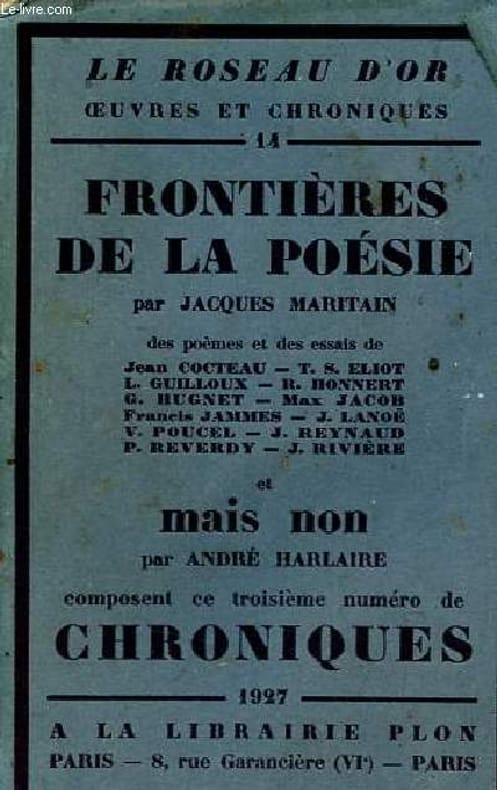 Le-livre.com
LE ROSEAU D'OR
ŒUVRES ET CHRONIQUES
14
FRONTIÈRES
DE LA POÉSIE
par JACQUES MARITAIN
des poèmes et des essais de
Jean COCTEAU — T. S. ELIOT
L. GUILLOUX — R. HONNERT
G. HUGNET — Max JACOB
Francis JAMMES — J. LANOË
V. POUCEL — J. REYNAUD
P. REVERDY — J. RIVIÈRE
et
mais non
par ANDRÉ HARLAIRE
composent ce troisième numéro de
CHRONIQUES
1927
A LA LIBRAIRIE PLON
PARIS — 8, rue Garancière (VIᵉ) — PARIS